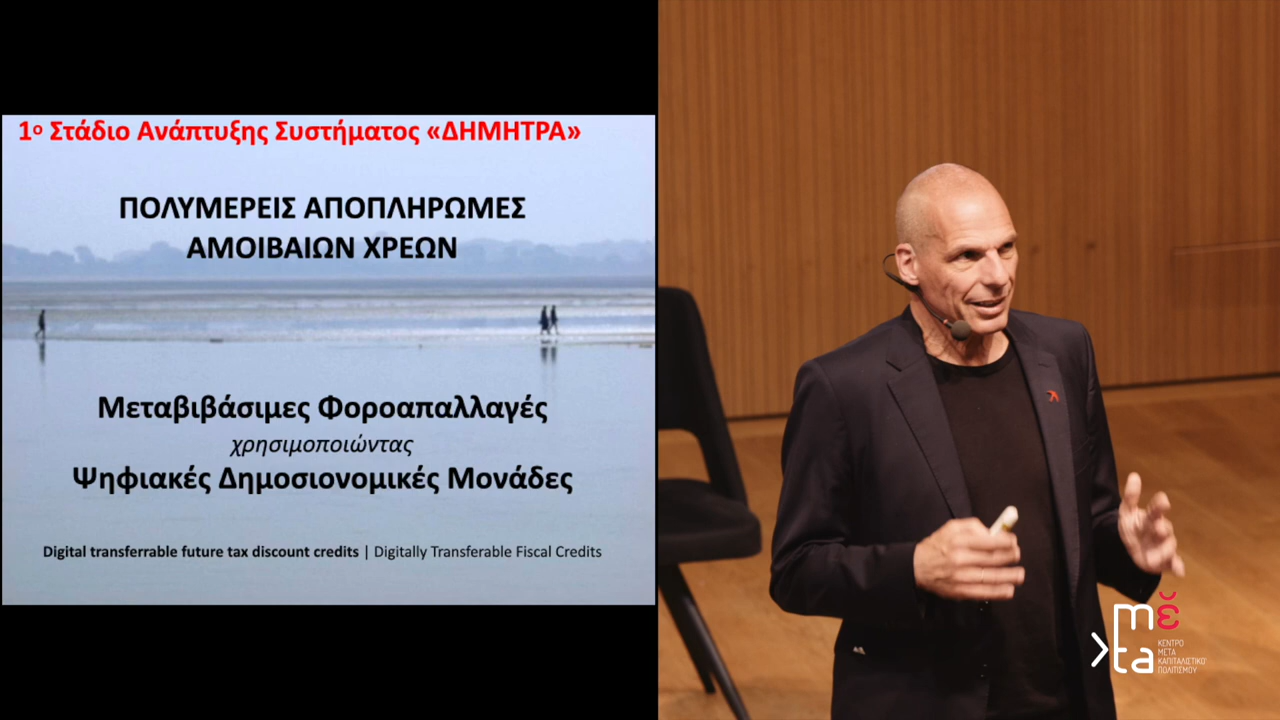 1ο Στάδιο Ανάπτυξης Συστήματος «ΔΗΜΗΤΡΑ»
ΠΟΛΥΜΕΡΕΙΣ ΑΠΟΠΛΗΡΩΜΕΣ
ΑΜΟΙΒΑΙΩΝ ΧΡΕΩΝ
Μεταβιβάσιμες Φοροαπαλλαγές
χρησιμοποιώντας
Ψηφιακές Δημοσιονομικές Μονάδες
Digital transferrable future tax discount credits | Digitally Transferable Fiscal Credits
mέta
ΚΕΝΤΡΟ
ΜΕΤΑ
ΚΑΠΙΤΑΛΙΣΤΙΚΟΥ
ΠΟΛΙΤΙΣΜΟΥ